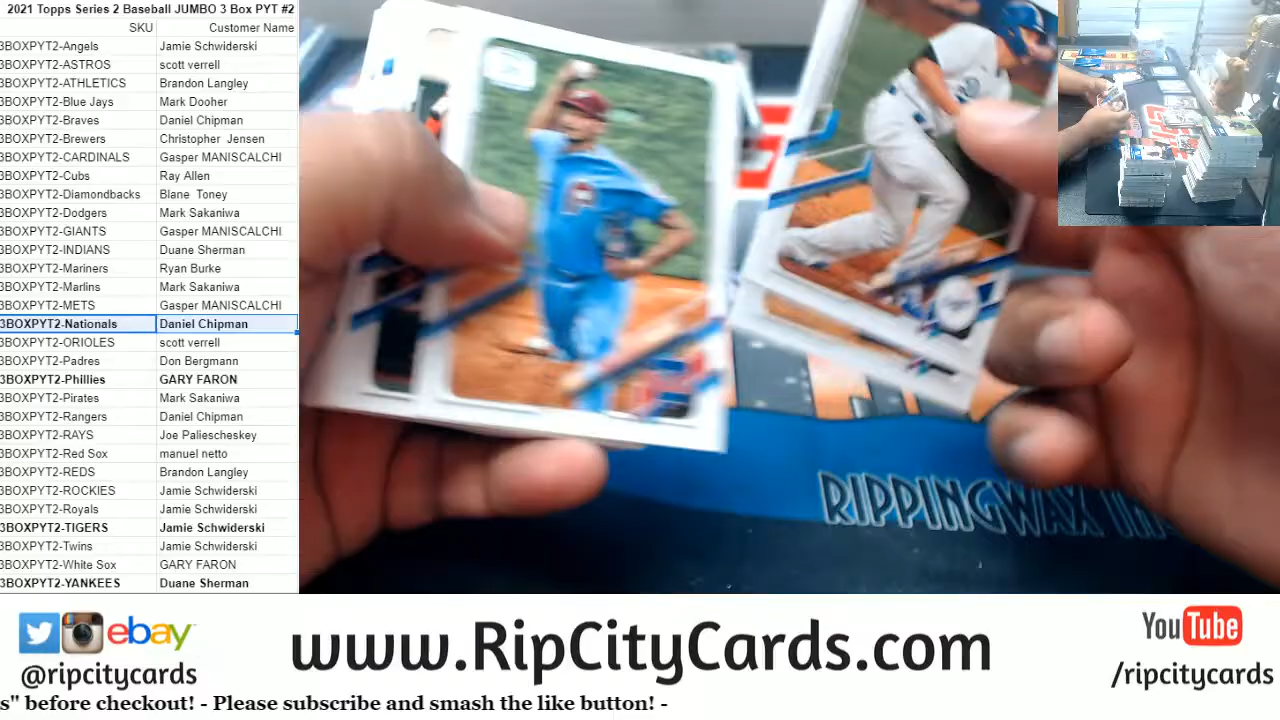 2021 Topps Series 2 Baseball JUMBO 3 Box PYT #2
SKU Customer Name
3BOXPYT2-Angels Jamie Schwiderski
3BOXPYT2-ASTROS scott verrell
3BOXPYT2-ATHLETICS Brandon Langley
3BOXPYT2-Blue Jays Mark Dooher
3BOXPYT2-Braves Daniel Chipman
3BOXPYT2-Brewers Christopher Jensen
3BOXPYT2-CARDINALS Gasper MANISCALCHI
3BOXPYT2-Cubs Ray Allen
3BOXPYT2-Diamondbacks Blane Toney
3BOXPYT2-Dodgers Mark Sakaniwa
3BOXPYT2-GIANTS Gasper MANISCALCHI
3BOXPYT2-INDIANS Duane Sherman
3BOXPYT2-Mariners Ryan Burke
3BOXPYT2-Marlins Mark Sakaniwa
3BOXPYT2-METS Gasper MANISCALCHI
3BOXPYT2-Nationals Daniel Chipman
3BOXPYT2-ORIOLES scott verrell
3BOXPYT2-Padres Don Bergmann
3BOXPYT2-Phillies GARY FARON
3BOXPYT2-Pirates Mark Sakaniwa
3BOXPYT2-Rangers Daniel Chipman
3BOXPYT2-RAYS Joe Paliescheskey
3BOXPYT2-Red Sox manuel netto
3BOXPYT2-REDS Brandon Langley
3BOXPYT2-ROCKIES Jamie Schwiderski
3BOXPYT2-Royals Jamie Schwiderski
3BOXPYT2-TIGERS Jamie Schwiderski
3BOXPYT2-Twins Jamie Schwiderski
3BOXPYT2-White Sox GARY FARON
3BOXPYT2-YANKEES Duane Sherman
RIPPINGWAX
ebay
@ripcitycards
www.RipCityCards.com
YouTube
/ripcitycards
s" before checkout! - Please subscribe and smash the like button! -